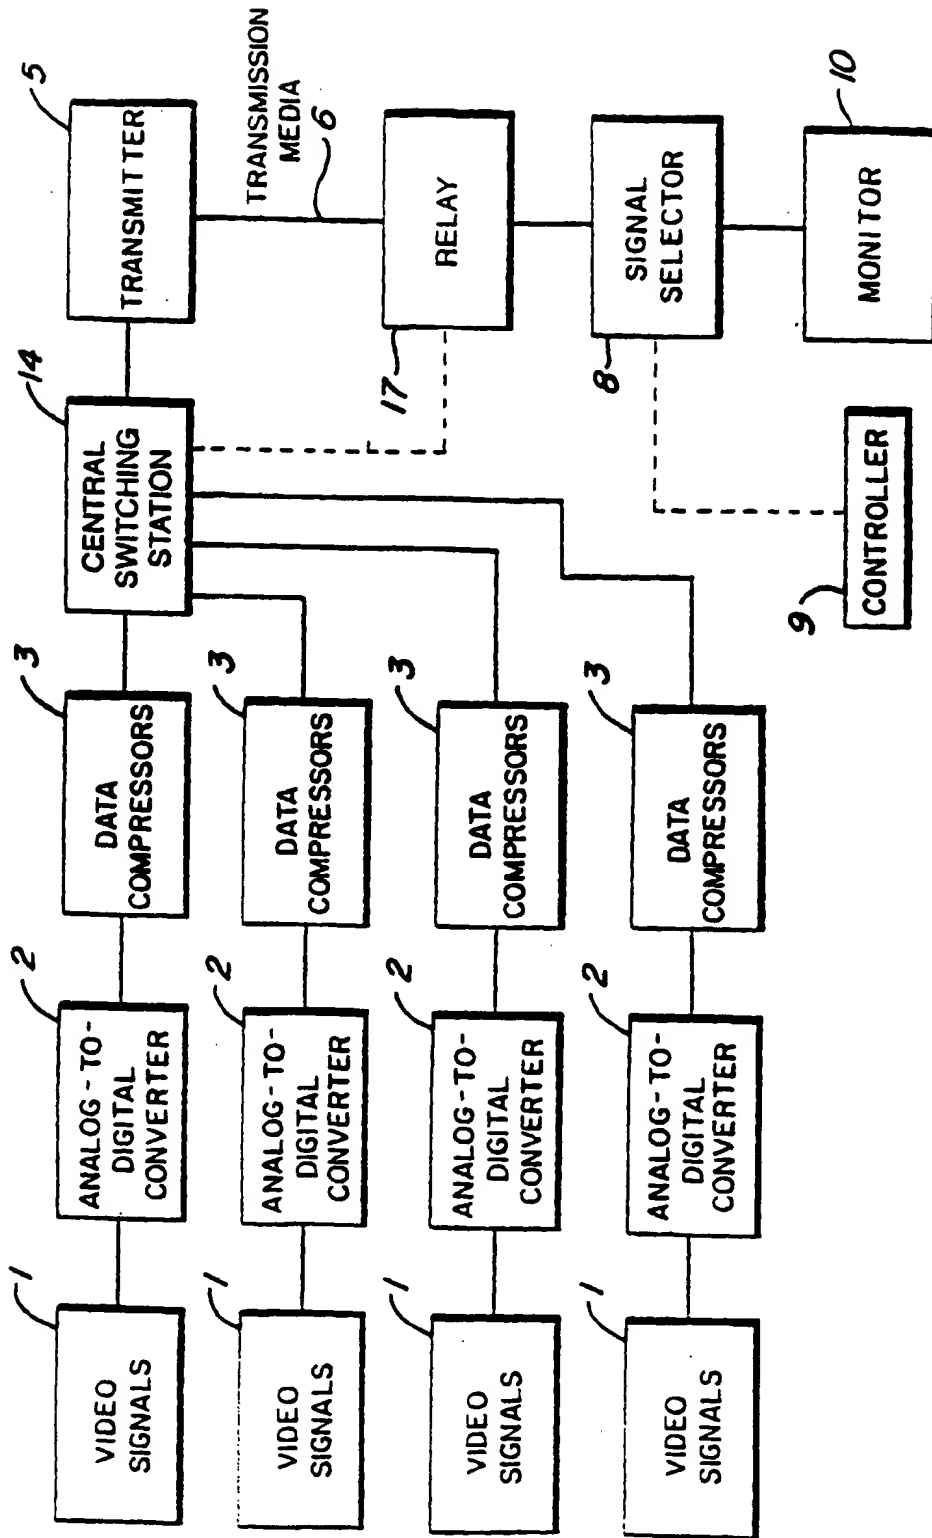 1
VIDEO
SIGNALS
2
ANALOG-TO-
DIGITAL
CONVERTER
3
DATA
COMPRESSORS
14
CENTRAL
SWITCHING
STATION
5
TRANSMITTER
1
VIDEO
SIGNALS
2
ANALOG-TO-
DIGITAL
CONVERTER
3
DATA
COMPRESSORS
TRANSMISSION
MEDIA
6
1
VIDEO
SIGNALS
2
ANALOG-TO-
DIGITAL
CONVERTER
3
DATA
COMPRESSORS
17
RELAY
1
VIDEO
SIGNALS
2
ANALOG-TO-
DIGITAL
CONVERTER
3
DATA
COMPRESSORS
8
SIGNAL
SELECTOR
9
CONTROLLER
10
MONITOR